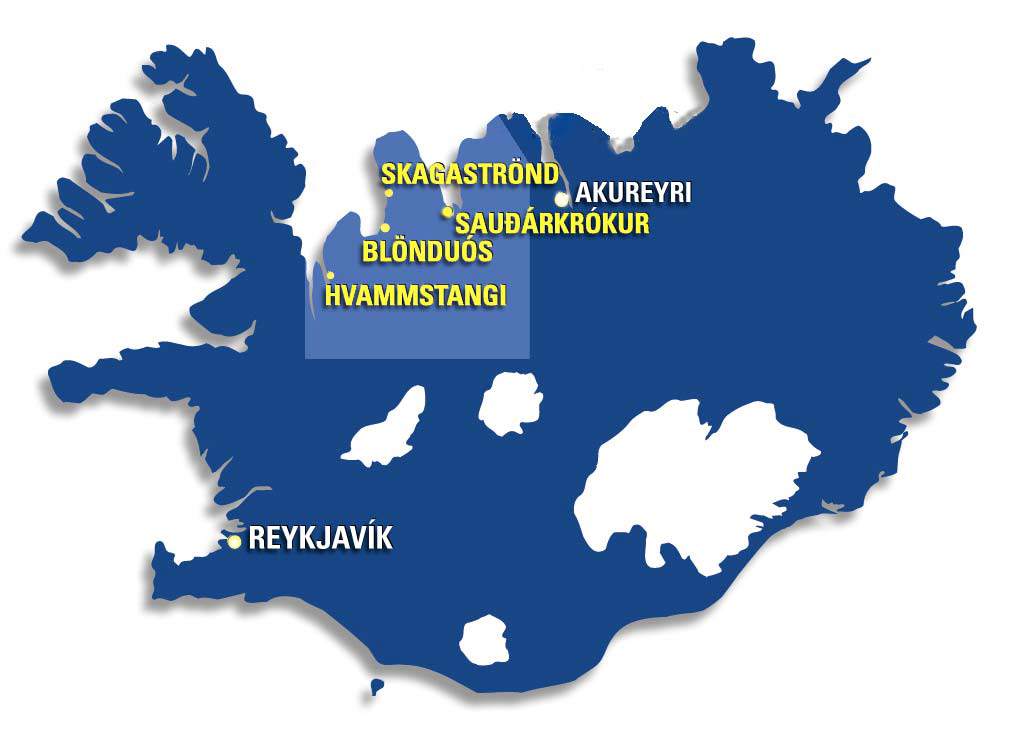 SKAGASTRÖND
AKUREYRI
SAUÐÁRKRÓKUR
BLÖNDUÓS
HVAMMSTANGI
REYKJAVÍK